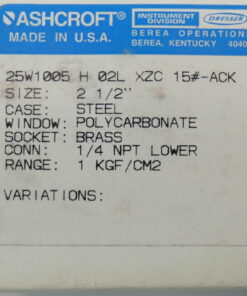 ASHCROFT®
MADE IN U.S.A.
INSTRUMENT
DIVISION
DRESSER
BEREA OPERATION
BEREA, KENTUCKY 4040
25W1005 H 02L XZC 15#-ACK
SIZE: 2 1/2"
CASE: STEEL
WINDOW: POLYCARBONATE
SOCKET: BRASS
CONN: 1/4 NPT LOWER
RANGE: 1 KGF/CM2
VARIATIONS: